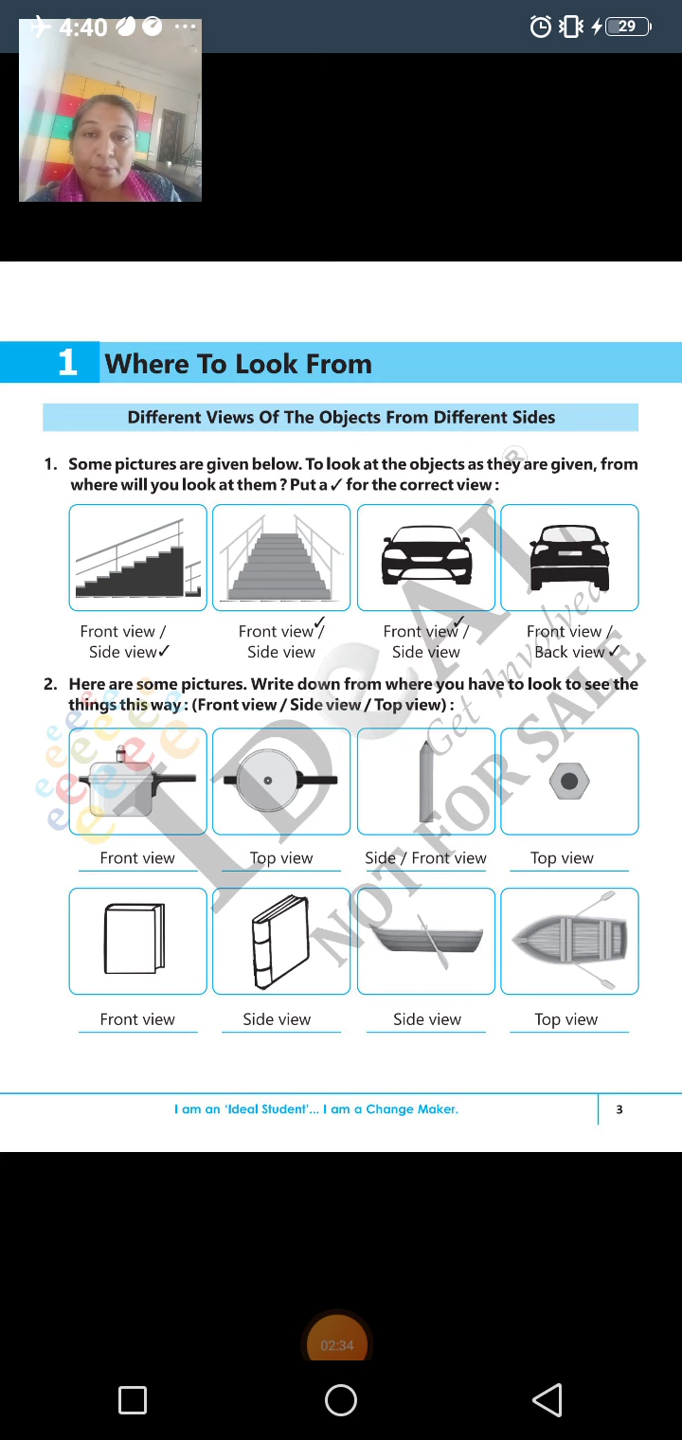 4:40
29
1 Where To Look From
Different Views Of The Objects From Different Sides
1. Some pictures are given below. To look at the objects as they are given, from
where will you look at them ? Put a ✓ for the correct view :
Front view /
Side view ✓
Front view ✓ /
Side view
Front view ✓ /
Side view
Front view /
Back view ✓
2. Here are some pictures. Write down from where you have to look to see the
things this way : (Front view / Side view / Top view) :
Front view
Top view
Side / Front view
Top view
Front view
Side view
Side view
Top view
IDEAL
®
Get Involved
NOT FOR SALE
I am an 'Ideal Student'... I am a Change Maker.
3
02:34